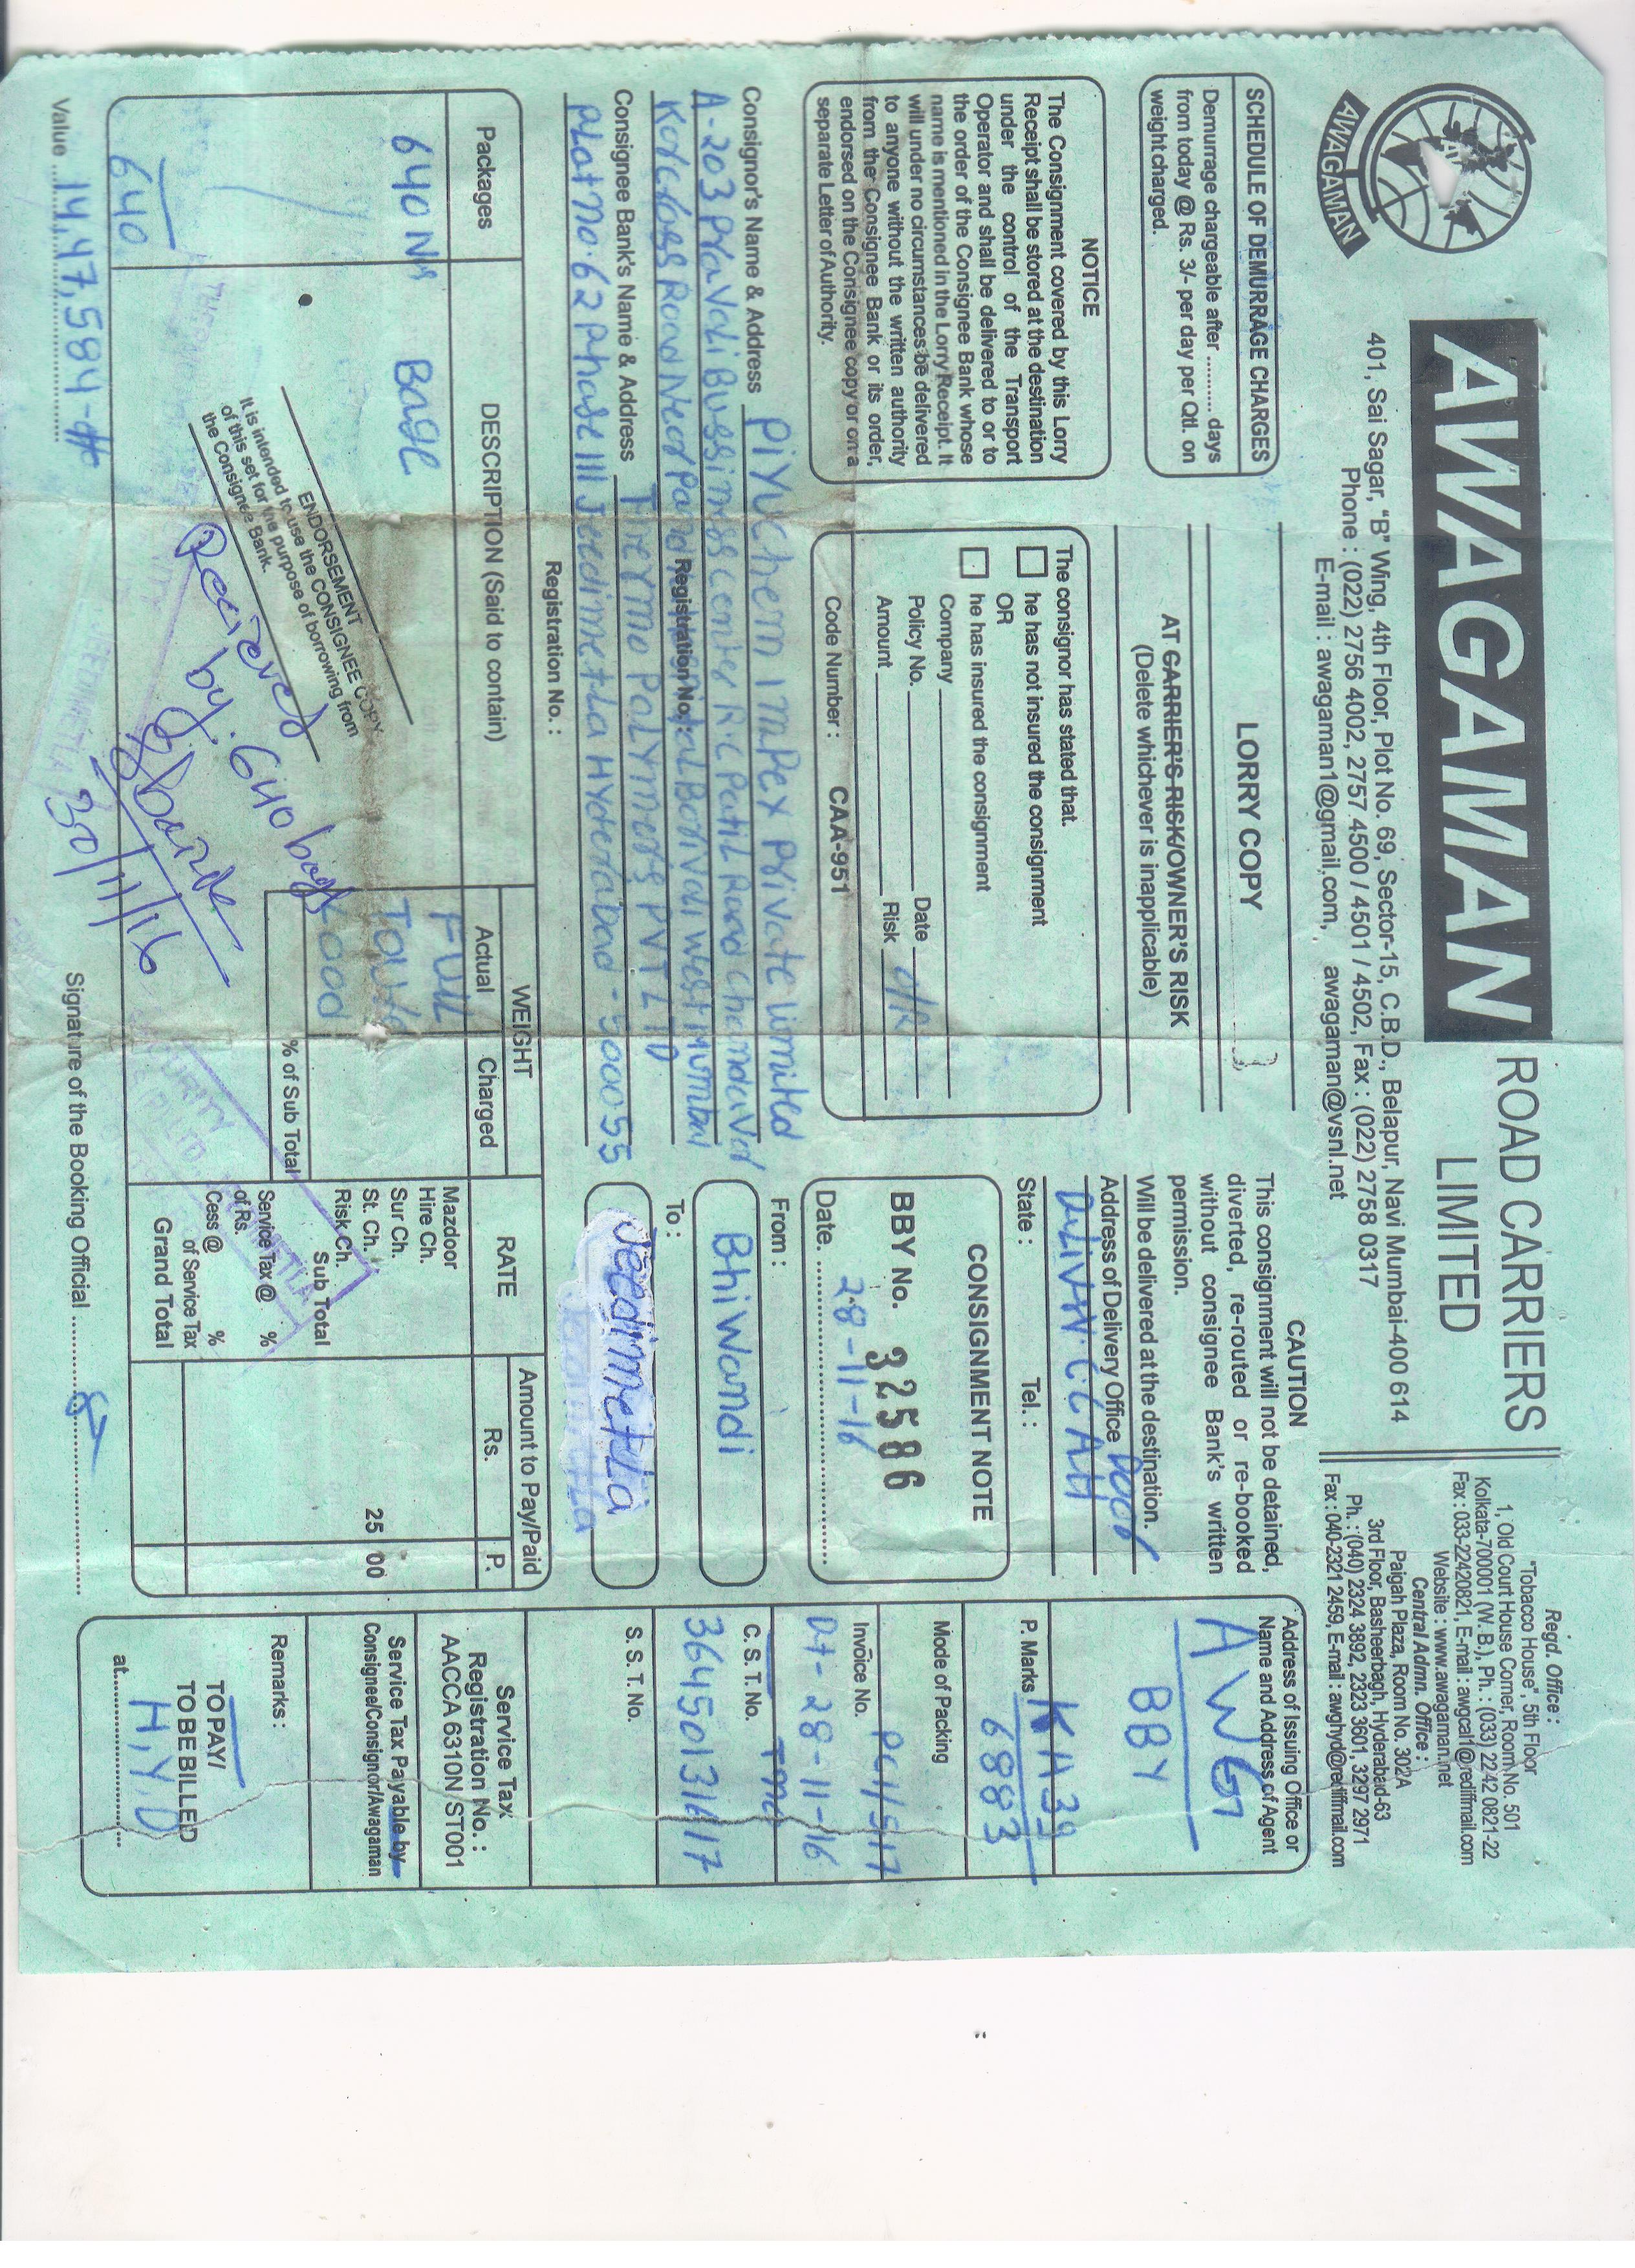 AWAGAMAN
AWAGAMAN ROAD CARRIERS
LIMITED
401, Sai Sagar, "B" Wing, 4th Floor, Plot No. 69, Sector-15, C.B.D., Belapur, Navi Mumbai-400 614
Phone : (022) 2756 4002, 2757 4500 / 4501 / 4502, Fax : (022) 2758 0317
E-mail : awagaman1@gmail,com, awagaman@vsnl.net
Regd. Office :
"Tobacco House", 5th Floor
1, Old Court House Corner, Room No. 501
Kolkata-700001 (W.B.), Ph. : (033) 2242 0821-22
Fax : 033-22420821, E-mail : awgcal1@rediffmail.com
Website : www.awagaman.net
Central Admn. Office :
Paigah Plaza, Room No. 302A
3rd Floor, Basheerbagh, Hyderabad-63
Ph. : (040) 2324 3892, 2323 3601, 3297 2971
Fax : 040-2321 2459, E-mail : awghyd@rediffmail.com
SCHEDULE OF DEMURRAGE CHARGES
Demurrage chargeable after .......... days
from today @ Rs. 3/- per day per Qtl. on
weight charged.
NOTICE
The Consignment covered by this Lorry
Receipt shall be stored at the destination
under the control of the Transport
Operator and shall be delivered to or to
the order of the Consignee Bank whose
name is mentioned in the Lorry Receipt. It
will under no circumstances be delivered
to anyone without the written authority
from the Consignee Bank or its order,
endorsed on the Consignee copy or on a
separate Letter of Authority.
LORRY COPY
AT CARRIER'S RISK/OWNER'S RISK
(Delete whichever is inapplicable)
The consignor has stated that.
he has not insured the consignment
OR
he has insured the consignment
Company
Policy No. Date
Amount Risk O/R
Code Number : CAA-951
CAUTION
This consignment will not be detained,
diverted, re-routed or re-booked
without consignee Bank's written
permission.
Will be delivered at the destination.
Address of Delivery Office Door
State : Tel. :
CONSIGNMENT NOTE
BBY No. 32586
Date. 28-11-16
From :
Bhiwandi
To :
Jeedimetla
Consignor's Name & Address PiYUChem ImPex Private limited
A-203 Pravali Bussiness Center R.C Patil Road Chandavar
Registration No.
Consignee Bank's Name & Address Thermo PolYmers PVT LTD
Plot no.62 Phase III Jeedimetla Hyderabad - 500055
Registration No. :
Address of Issuing Office or
Name and Address of Agent
AWG
BBY
P. Marks KA39
6883
Mode of Packing
Invoice No. PCI/517
Dt- 28-11-16
C. S. T. No.
36450131617
S. S. T. No.
Service Tax
Registration No. :
AACCA 6310N ST001
Service Tax Payable by
Consignee/Consignor/Awagaman
Remarks :
TO PAY/
TO BE BILLED
at.............. H,Y,D
Packages DESCRIPTION (Said to contain) WEIGHT RATE Amount to Pay/Paid
Actual Charged Rs. P.
640 Bags
FULL
Load
640
Mazdoor
Hire Ch.
Sur Ch.
St. Ch. 25 00
Risk Ch.
Sub Total
% of Sub Total
Service Tax @ %
of Rs.
Cess @ %
of Service Tax
Grand Total
ENDORSEMENT
It is intended to use the CONSIGNEE COPY
of this set for the purpose of borrowing from
the Consignee Bank.
Received 640 bags
by.
30/11/16
Value 14,47,584
Signature of the Booking Official